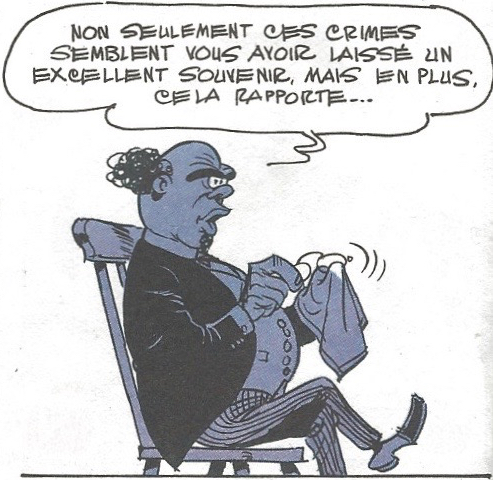 NON SEULEMENT CES CRIMES
SEMBLENT VOUS AVOIR LAISSÉ UN
EXCELLENT SOUVENIR, MAIS EN PLUS,
CELA RAPPORTE...